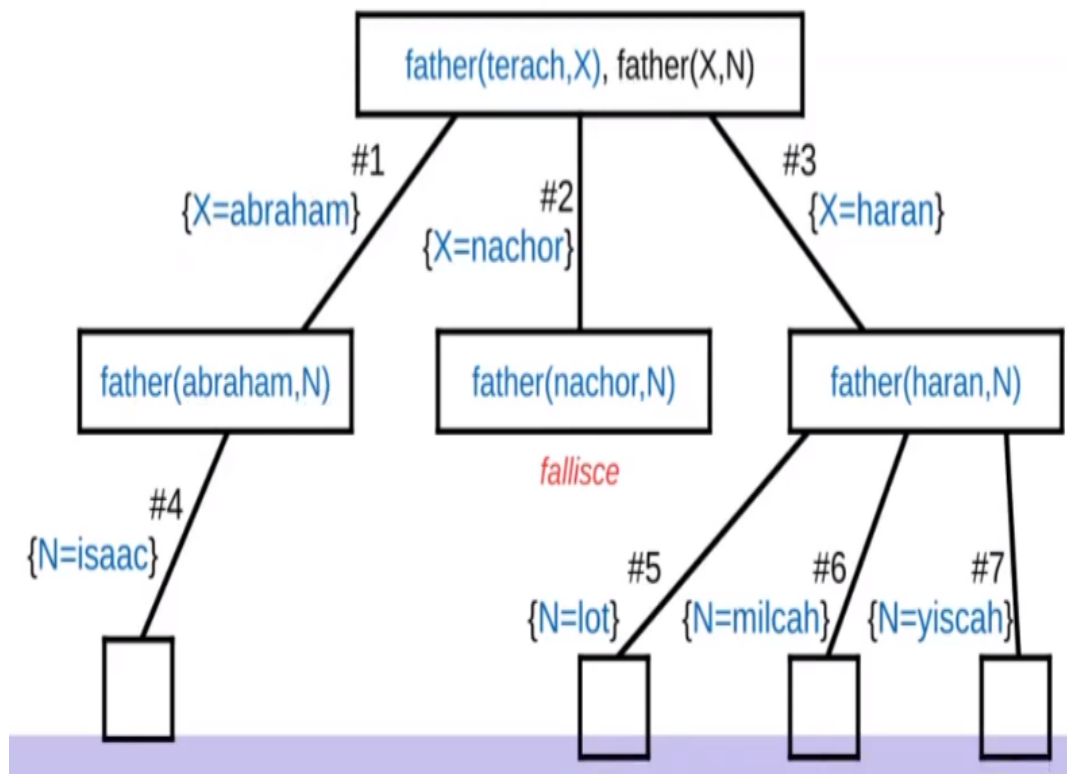 father(terach,X), father(X,N)
#1
{X=abraham}
#2
{X=nachor}
#3
{X=haran}
father(abraham,N)
father(nachor,N)
father(haran,N)
fallisce
#4
{N=isaac}
#5
{N=lot}
#6
{N=milcah}
#7
{N=yiscah}